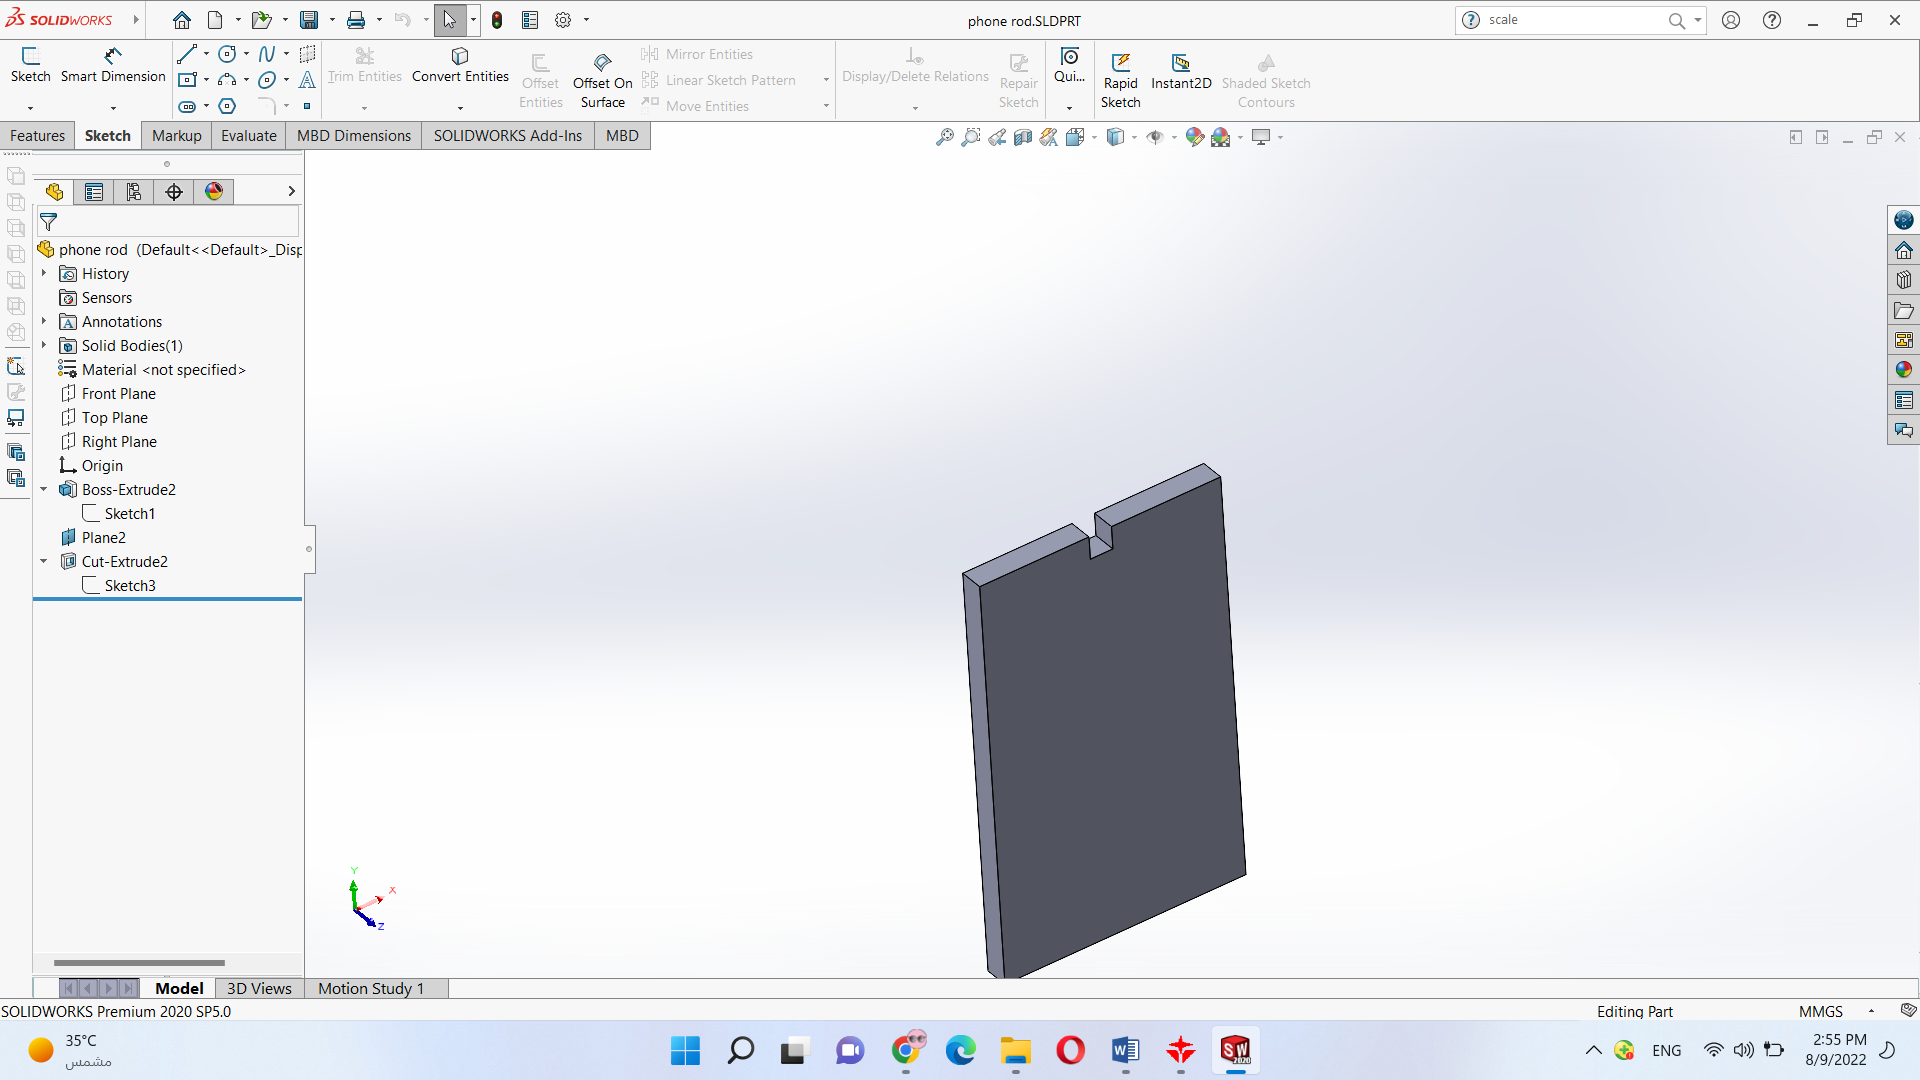 SOLIDWORKS
phone rod.SLDPRT
scale
Sketch
Smart Dimension
Trim Entities
Convert Entities
Offset
Entities
Offset On
Surface
Mirror Entities
Linear Sketch Pattern
Move Entities
Display/Delete Relations
Repair
Sketch
Qui...
Rapid
Sketch
Instant2D
Shaded Sketch
Contours
Features
Sketch
Markup
Evaluate
MBD Dimensions
SOLIDWORKS Add-Ins
MBD
phone rod (Default<<Default>_Disp
History
Sensors
Annotations
Solid Bodies(1)
Material <not specified>
Front Plane
Top Plane
Right Plane
Origin
Boss-Extrude2
Sketch1
Plane2
Cut-Extrude2
Sketch3
Y
X
Z
Model
3D Views
Motion Study 1
SOLIDWORKS Premium 2020 SP5.0
Editing Part
MMGS
35°C
مشمس
SW
2020
ENG
2:55 PM
8/9/2022